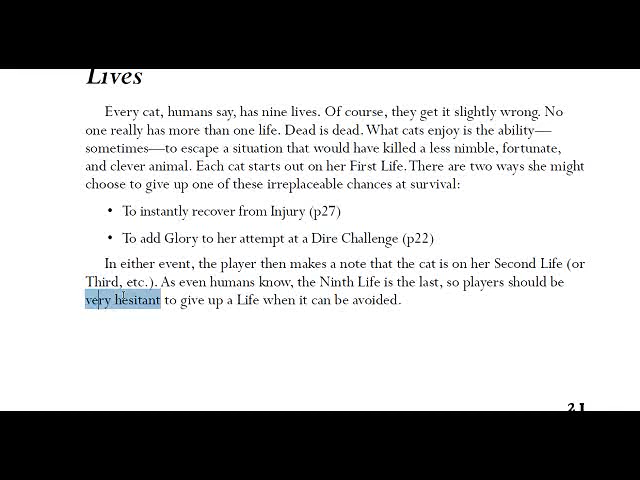 Lives
Every cat, humans say, has nine lives. Of course, they get it slightly wrong. No
one really has more than one life. Dead is dead. What cats enjoy is the ability—
sometimes—to escape a situation that would have killed a less nimble, fortunate,
and clever animal. Each cat starts out on her First Life. There are two ways she might
choose to give up one of these irreplaceable chances at survival:
• To instantly recover from Injury (p27)
• To add Glory to her attempt at a Dire Challenge (p22)
In either event, the player then makes a note that the cat is on her Second Life (or
Third, etc.). As even humans know, the Ninth Life is the last, so players should be
very hesitant to give up a Life when it can be avoided.
21